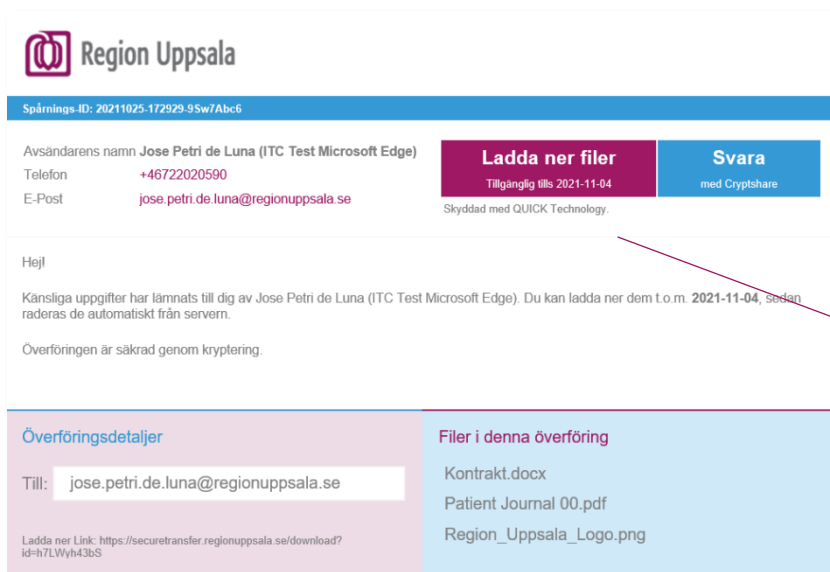 Region Uppsala
Spårnings-ID: 20211025-172929-9Sw7Abc6
Avsändarens namn Jose Petri de Luna (ITC Test Microsoft Edge)
Telefon +46722020590
E-Post jose.petri.de.luna@regionuppsala.se
Ladda ner filer
Tillgänglig tills 2021-11-04
Svara
med Cryptshare
Skyddad med QUICK Technology.
Hej!
Känsliga uppgifter har lämnats till dig av Jose Petri de Luna (ITC Test Microsoft Edge). Du kan ladda ner dem t.o.m. 2021-11-04, sedan
raderas de automatiskt från servern.
Överföringen är säkrad genom kryptering.
Överföringsdetaljer
Till: jose.petri.de.luna@regionuppsala.se
Ladda ner Link: https://securetransfer.regionuppsala.se/download?
id=h7LWyh43bS
Filer i denna överföring
Kontrakt.docx
Patient Journal 00.pdf
Region_Uppsala_Logo.png